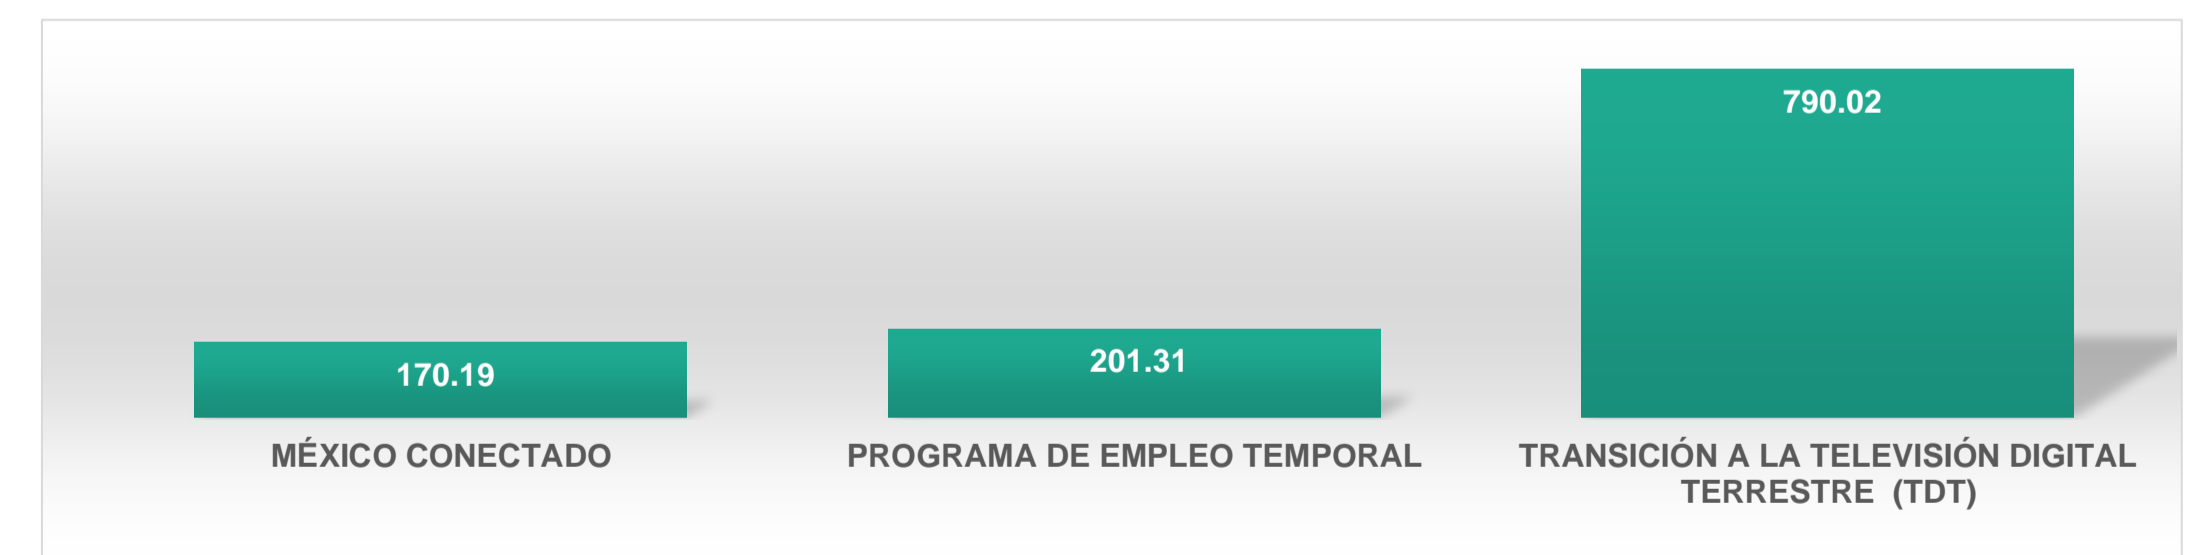 790.02
170.19
201.31
MÉXICO CONECTADO
PROGRAMA DE EMPLEO TEMPORAL
TRANSICIÓN A LA TELEVISIÓN DIGITAL
TERRESTRE (TDT)